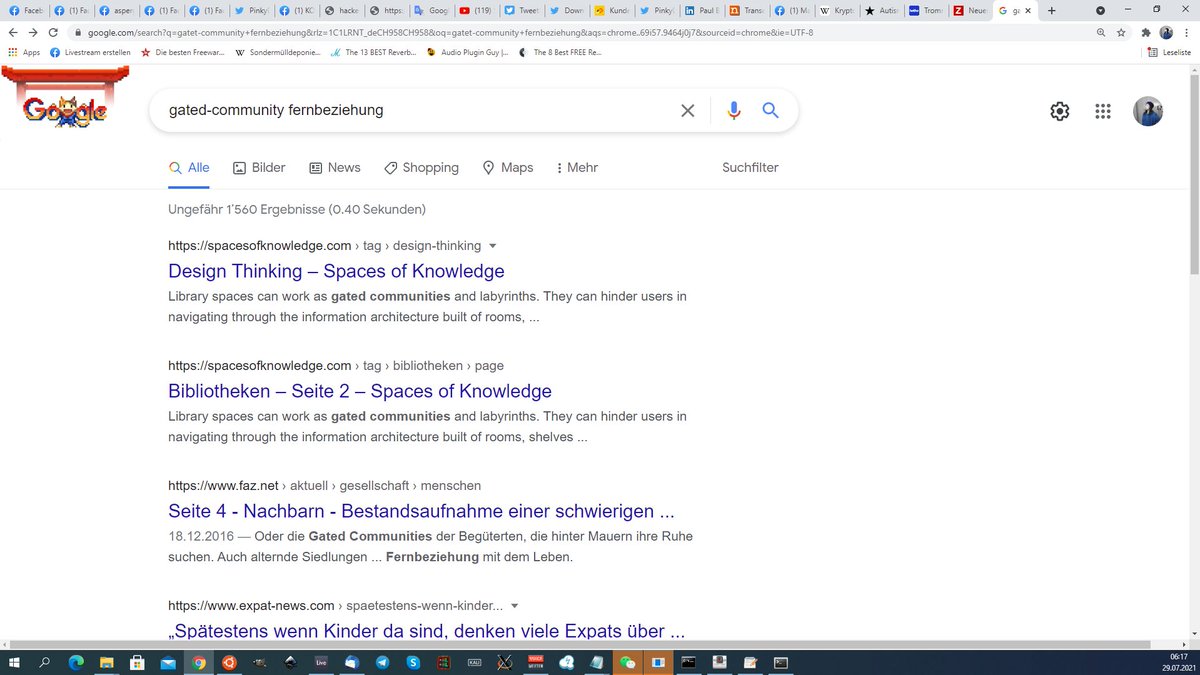 Faceb
(1) Fa
asper
(1) Fa
(1) Fa
(1) Fa
Pinky
(1) KC
hacke
https:
Goog
(119)
Tweet
Down
Kund
Pinky
Paul E
Trans
(1) M
Krypt
Autis
Trom
Neue
ga
google.com/search?q=gatet-community+fernbeziehung&rlz=1C1LRNT_deCH958CH958&oq=gatet-community+fernbeziehung&aqs=chrome..69i57.9464j0j7&sourceid=chrome&ie=UTF-8
Apps
Livestream erstellen
Die besten Freewar...
Sondermülldeponie...
The 13 BEST Reverb...
Audio Plugin Guy |...
The 8 Best FREE Re...
Leseliste
Google
gated-community fernbeziehung
Alle
Bilder
News
Shopping
Maps
Mehr
Suchfilter
Ungefähr 1’560 Ergebnisse (0.40 Sekunden)
https://spacesofknowledge.com › tag › design-thinking
Design Thinking – Spaces of Knowledge
Library spaces can work as gated communities and labyrinths. They can hinder users in
navigating through the information architecture built of rooms, ...
https://spacesofknowledge.com › tag › bibliotheken › page
Bibliotheken – Seite 2 – Spaces of Knowledge
Library spaces can work as gated communities and labyrinths. They can hinder users in
navigating through the information architecture built of rooms, shelves ...
https://www.faz.net › aktuell › gesellschaft › menschen
Seite 4 - Nachbarn - Bestandsaufnahme einer schwierigen ...
18.12.2016 — Oder die Gated Communities der Begüterten, die hinter Mauern ihre Ruhe
suchen. Auch alternde Siedlungen ... Fernbeziehung mit dem Leben.
https://www.expat-news.com › spaetestens-wenn-kinder...
„Spätestens wenn Kinder da sind, denken viele Expats über ...
Live
KALI
06:17
29.07.2021